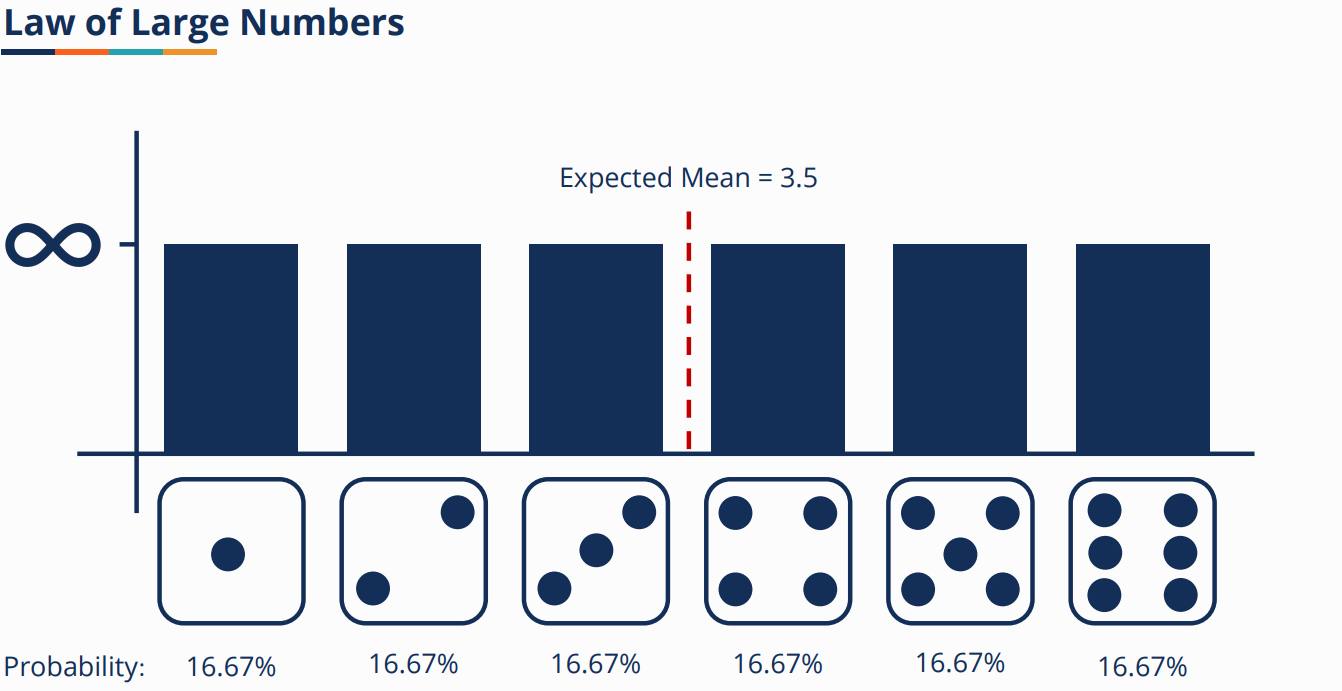 Law of Large Numbers
Expected Mean = 3.5
∞
Probability: 16.67% 16.67% 16.67% 16.67% 16.67% 16.67%